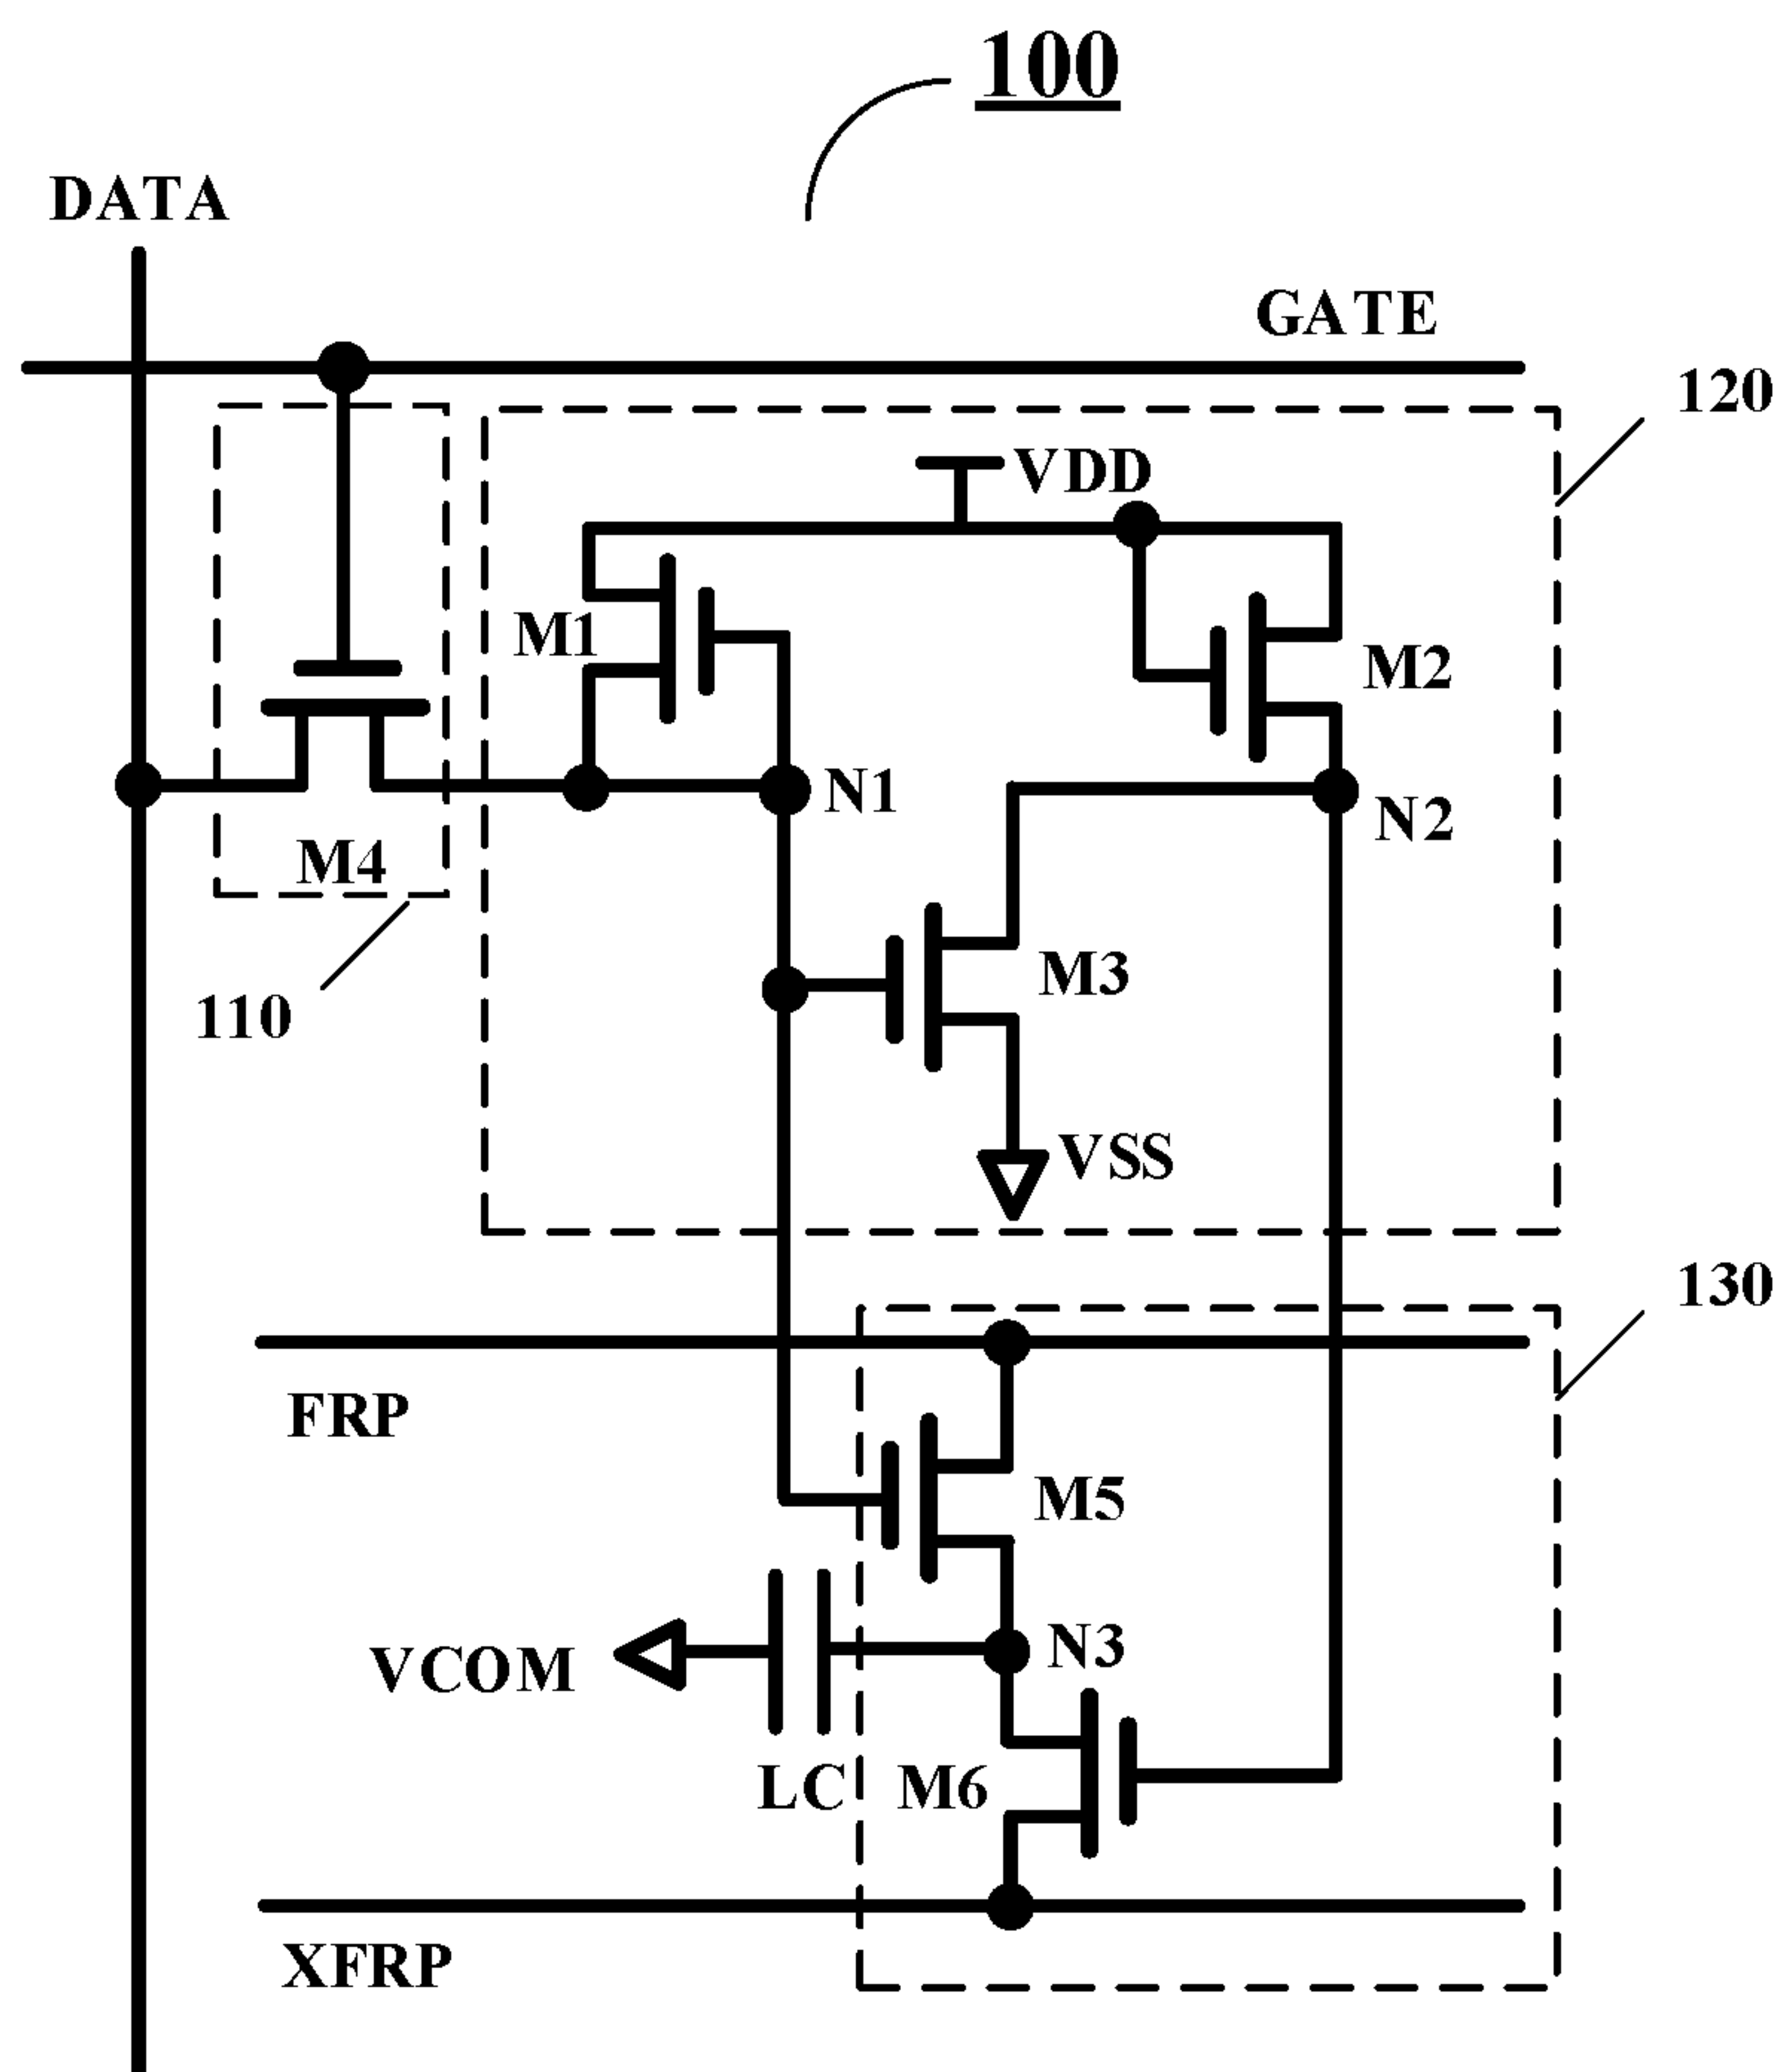 100
DATA
GATE
120
VDD
M1
M2
N1
N2
M4
M3
110
VSS
130
FRP
M5
N3
VCOM
LC
M6
XFRP